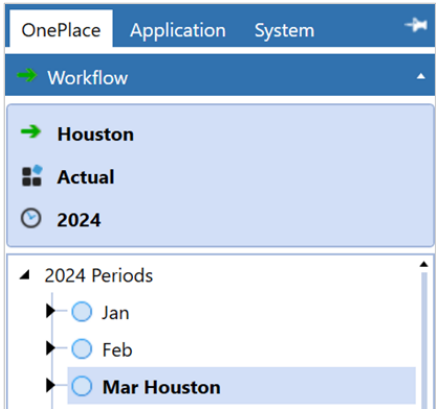 OnePlace Application System
Workflow
Houston
Actual
2024
2024 Periods
Jan
Feb
Mar Houston